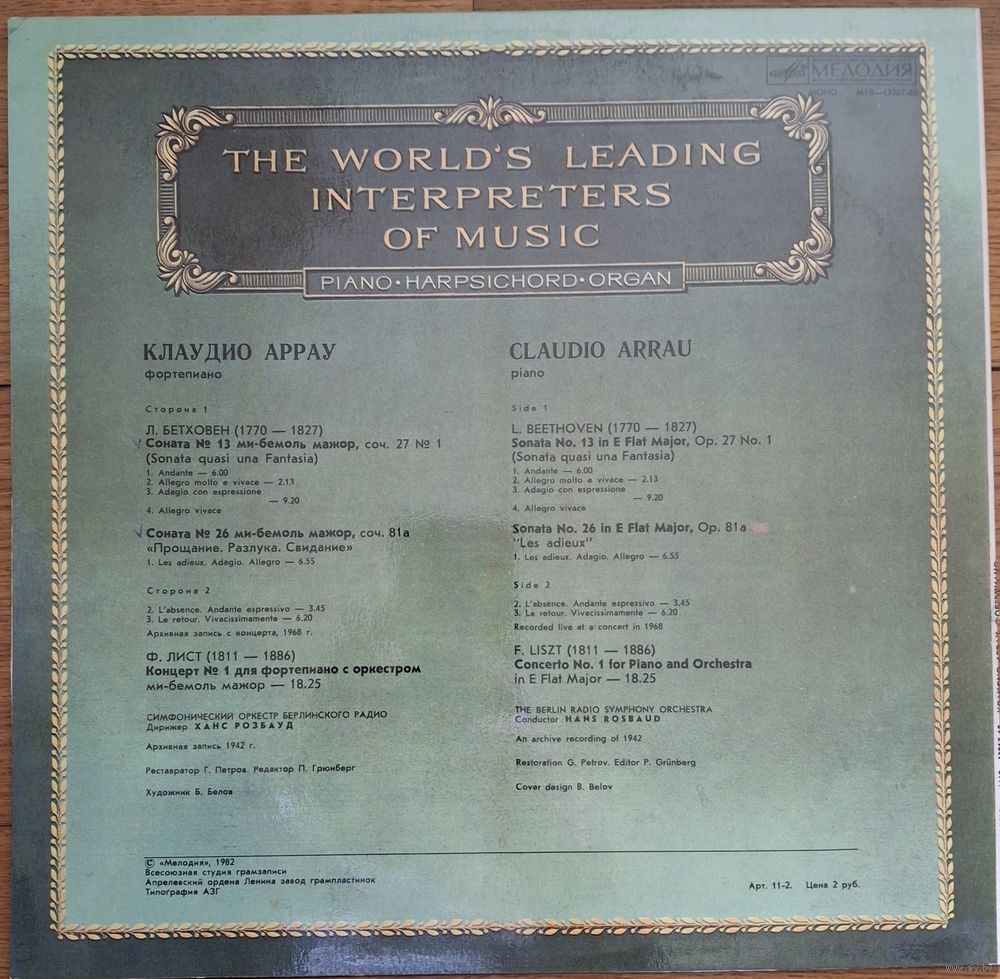 МЕЛОДИЯ
МОНО
THE WORLD'S LEADING
INTERPRETERS
OF MUSIC
PIANO·HARPSICHORD·ORGAN
КЛАУДИО АРРАУ
фортепиано
Сторона 1
Л. БЕТХОВЕН (1770 — 1827)
Соната № 13 ми-бемоль мажор, соч. 27 № 1
(Sonata quasi una Fantasia)
1. Andante — 6.00
2. Allegro molto e vivace — 2.13
3. Adagio con espressione
— 9.20
4. Allegro vivace
Соната № 26 ми-бемоль мажор, соч. 81a
«Прощание. Разлука. Свидание»
1. Les adieux. Adagio. Allegro — 6.55
Сторона 2
2. L'absence. Andante espressivo — 3.45
3. Le retour. Vivacissimamente — 6.20
Архивная запись с концерта, 1968 г.
Ф. ЛИСТ (1811 — 1886)
Концерт № 1 для фортепиано с оркестром
ми-бемоль мажор — 18.25
СИМФОНИЧЕСКИЙ ОРКЕСТР БЕРЛИНСКОГО РАДИО
Дирижер ХАНС РОЗБАУД
Архивная запись 1942 г.
Реставратор Г. Петров. Редактор П. Грюнберг
Художник Б. Белов
CLAUDIO ARRAU
piano
Side 1
L. BEETHOVEN (1770 — 1827)
Sonata No. 13 in E Flat Major, Op. 27 No. 1
(Sonata quasi una Fantasia)
1. Andante — 6.00
2. Allegro molto e vivace — 2.13
3. Adagio con espressione
— 9.20
4. Allegro vivace
Sonata No. 26 in E Flat Major, Op. 81a
"Les adieux"
1. Les adieux. Adagio. Allegro — 6.55
Side 2
2. L'absence. Andante espressivo — 3.45
3. Le retour. Vivacissimamente — 6.20
Recorded live at a concert in 1968
F. LISZT (1811 — 1886)
Concerto No. 1 for Piano and Orchestra
in E Flat Major — 18.25
THE BERLIN RADIO SYMPHONY ORCHESTRA
Conductor HANS ROSBAUD
An archive recording of 1942
Restoration G. Petrov. Editor P. Grünberg
Cover design B. Belov
© «Мелодия», 1982
Всесоюзная студия грамзаписи
Апрелевский ордена Ленина завод грампластинок
Типография АЗГ
Арт. 11-2. Цена 2 руб.